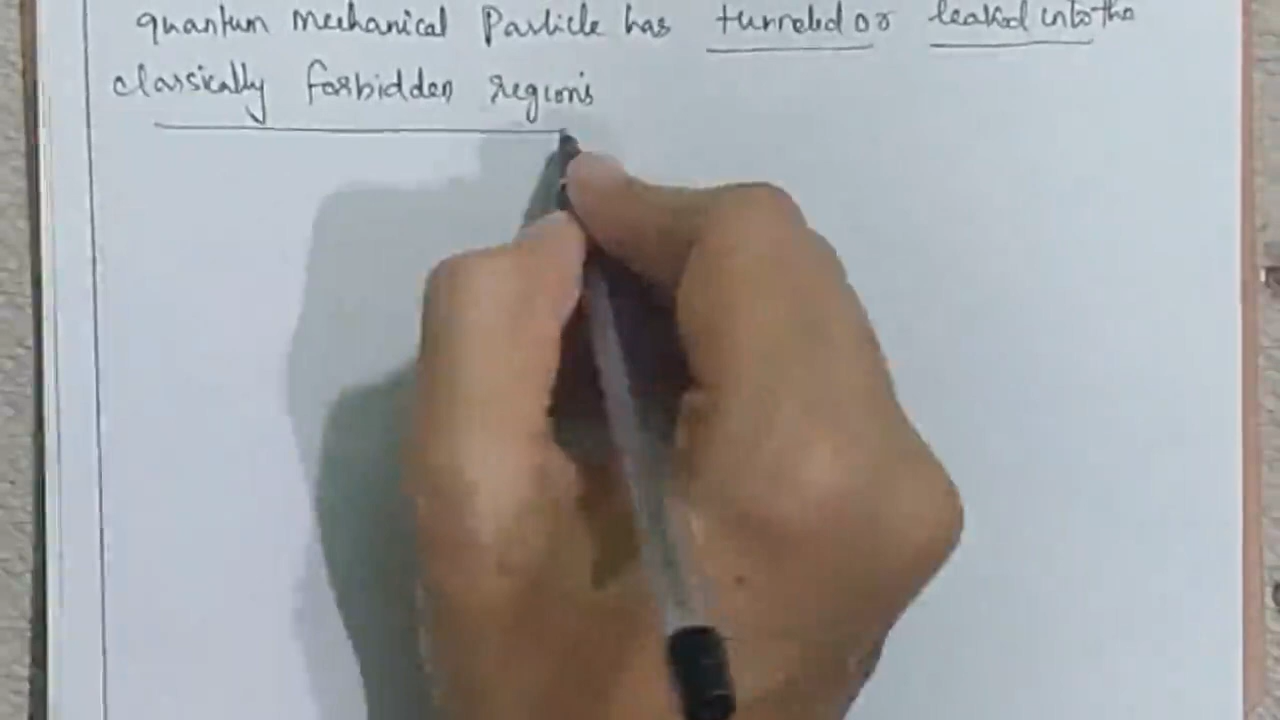 quantum mechanical Particle has tunneled or leaked into the
classically forbidden regions